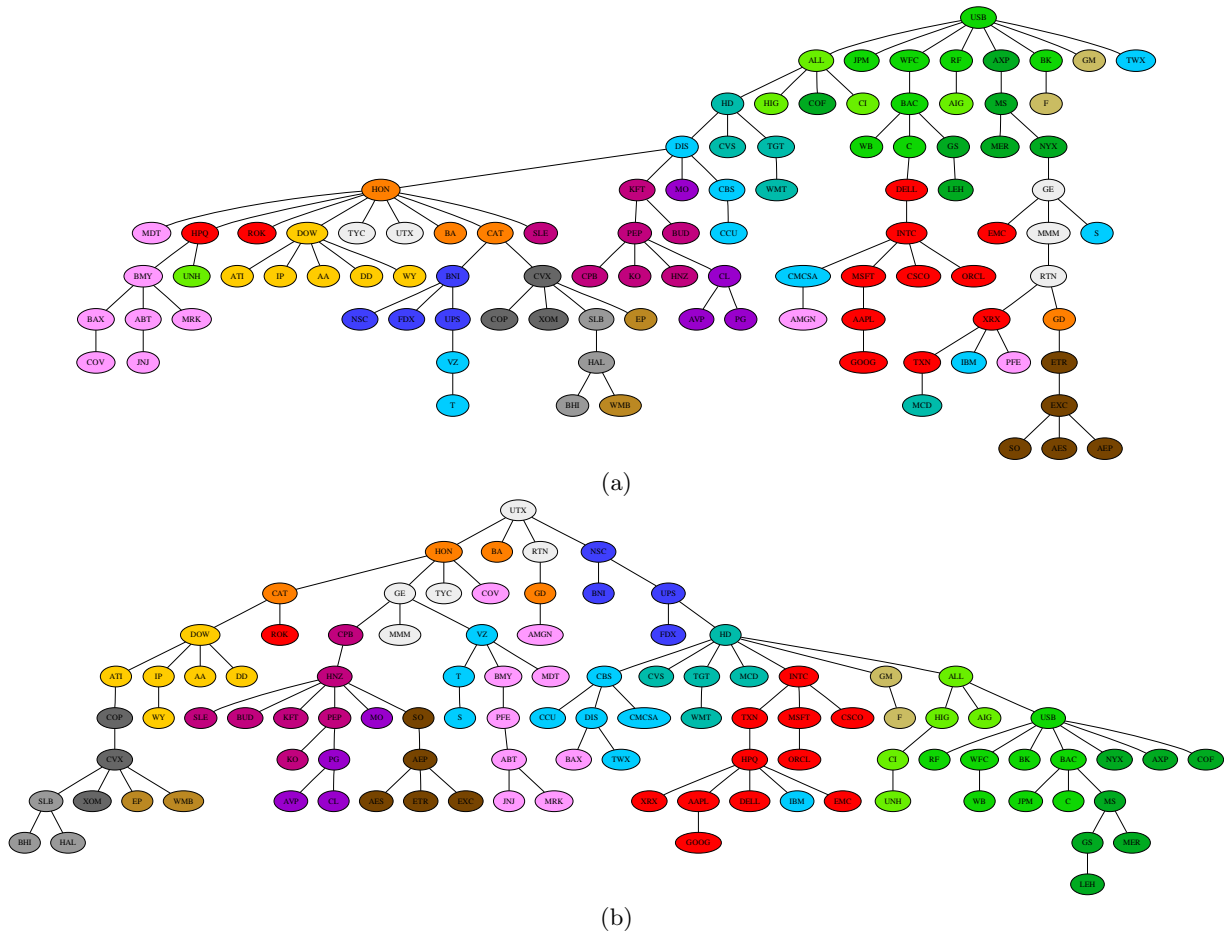 USB
ALL JPM WFC RF AXP BK GM TWX
HD HIG COF CI BAC AIG MS F
DIS CVS TGT WB C GS MER NYX
HON KFT MO CBS WMT DELL LEH GE
MDT HPQ ROK DOW TYC UTX BA CAT SLE PEP BUD CCU INTC EMC MMM S
BMY UNH ATI IP AA DD WY BNI CVX CPB KO HNZ CL CMCSA MSFT CSCO ORCL RTN
BAX ABT MRK NSC FDX UPS COP XOM SLB EP AVP PG AMGN AAPL XRX GD
COV JNJ VZ HAL GOOG TXN IBM PFE ETR
T BHI WMB MCD EXC
SO AES AEP
(a)
UTX
HON BA RTN NSC
CAT GE TYC COV GD BNI UPS
DOW ROK CPB MMM VZ AMGN FDX HD
ATI IP AA DD HNZ T BMY MDT CBS CVS TGT MCD INTC GM ALL
COP WY SLE BUD KFT PEP MO SO S PFE CCU DIS CMCSA WMT TXN MSFT CSCO F HIG AIG USB
CVX KO PG AEP ABT BAX TWX HPQ ORCL CI RF WFC BK BAC NYX AXP COF
SLB XOM EP WMB AVP CL AES ETR EXC JNJ MRK XRX AAPL DELL IBM EMC UNH WB JPM C MS
BHI HAL GOOG GS MER
LEH
(b)